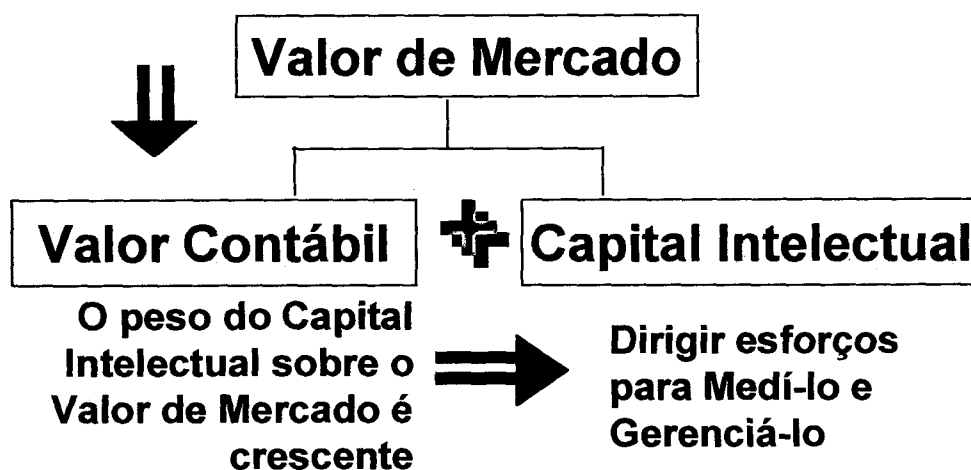 Valor de Mercado
Valor Contábil
Capital Intelectual
O peso do Capital
Intelectual sobre o
Valor de Mercado é
crescente
Dirigir esforços
para Medí-lo e
Gerenciá-lo